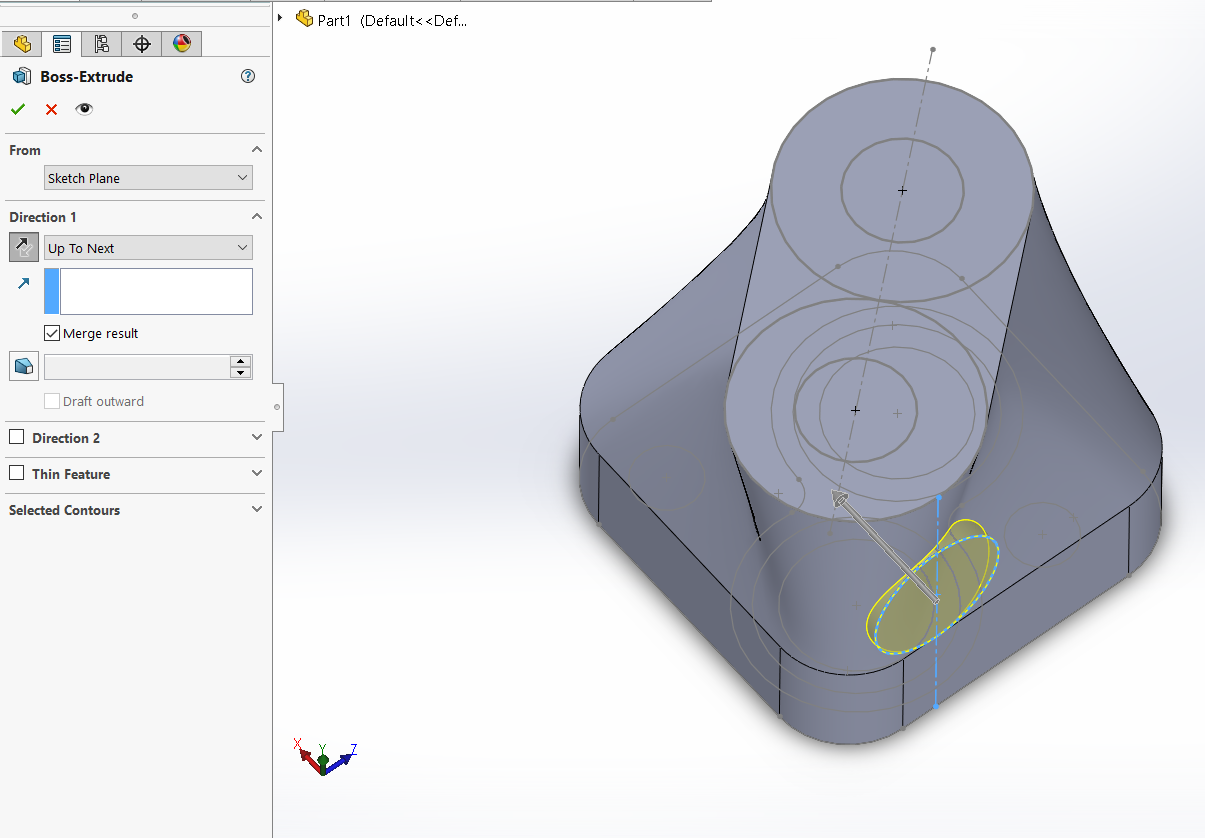 Part1 (Default<<Def...
Boss-Extrude
From
Sketch Plane
Direction 1
Up To Next
Merge result
Draft outward
Direction 2
Thin Feature
Selected Contours
X
Y
Z